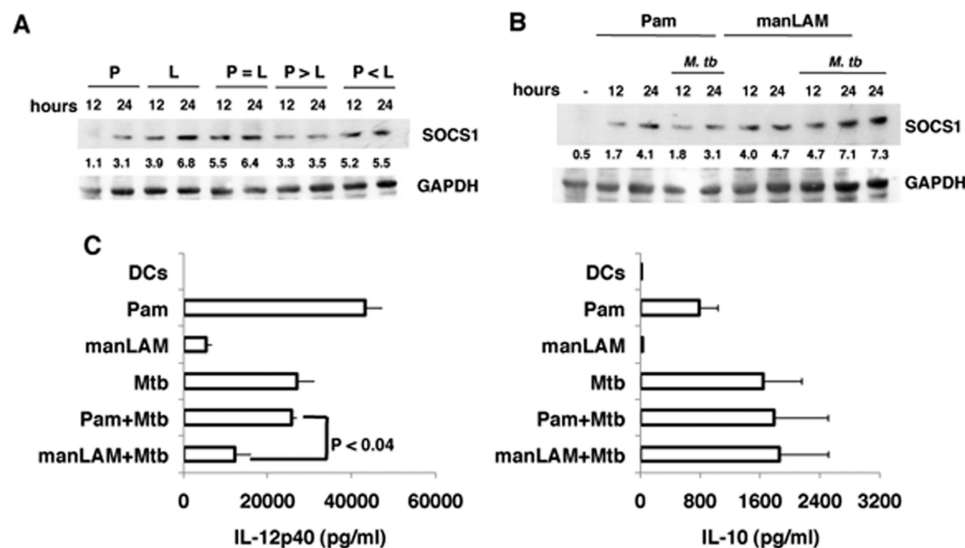 A
P L P = L P > L P < L
hours 12 24 12 24 12 24 12 24 12 24
SOCS1
1.1 3.1 3.9 6.8 5.5 6.4 3.3 3.5 5.2 5.5
GAPDH
B
Pam manLAM
M. tb M. tb
hours - 12 24 12 24 12 24 12 24 24
SOCS1
0.5 1.7 4.1 1.8 3.1 4.0 4.7 4.7 7.1 7.3
GAPDH
C
DCs
Pam
manLAM
Mtb
Pam+Mtb
manLAM+Mtb
P < 0.04
0 20000 40000 60000
IL-12p40 (pg/ml)
DCs
Pam
manLAM
Mtb
Pam+Mtb
manLAM+Mtb
0 800 1600 2400 3200
IL-10 (pg/ml)